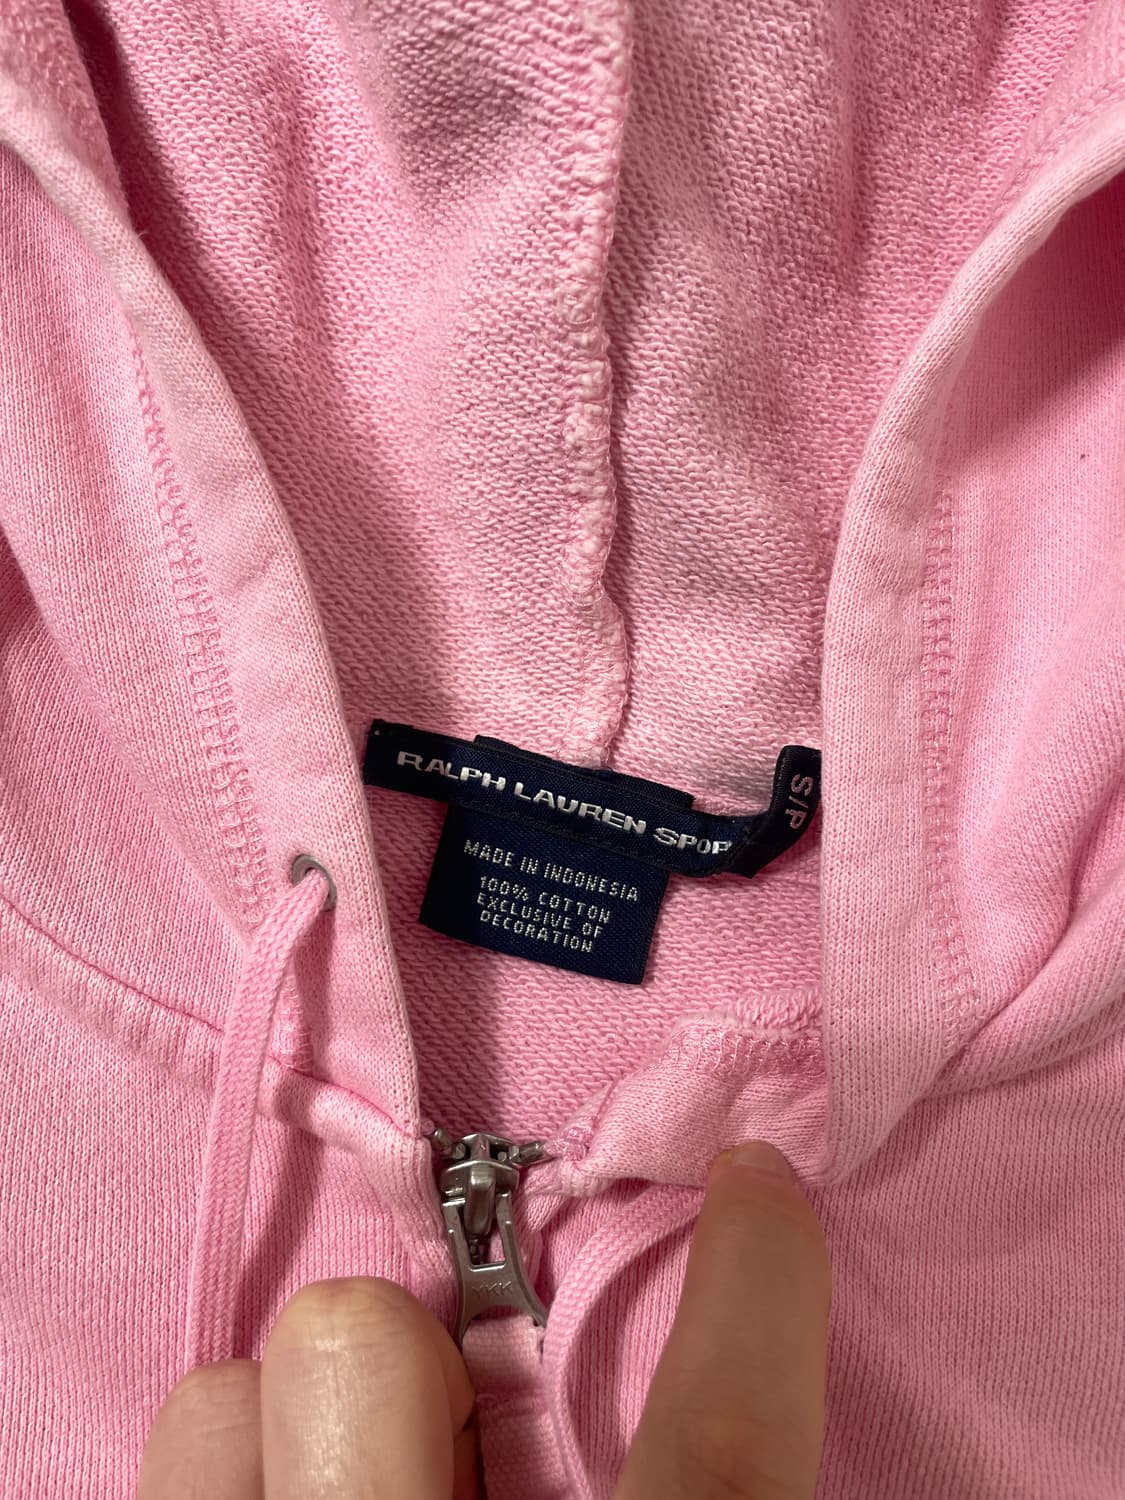 RALPH LAUREN SPOR
S/P
MADE IN INDONESIA
100% COTTON
EXCLUSIVE OF
DECORATION
YKK